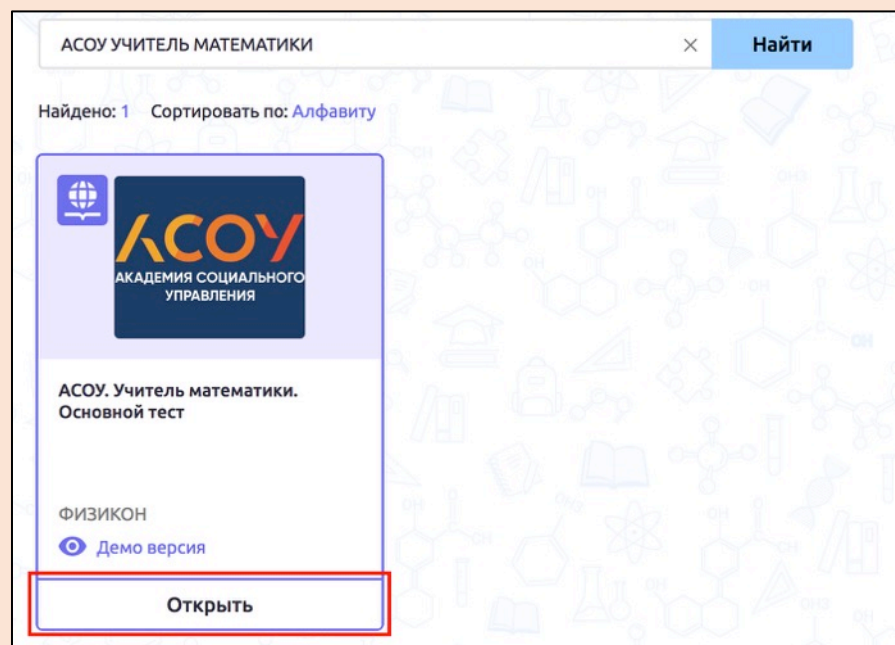 АСОУ УЧИТЕЛЬ МАТЕМАТИКИ
Найти
Найдено: 1 Сортировать по: Алфавиту
АСОУ
АКАДЕМИЯ СОЦИАЛЬНОГО
УПРАВЛЕНИЯ
АСОУ. Учитель математики.
Основной тест
ФИЗИКОН
Демо версия
Открыть